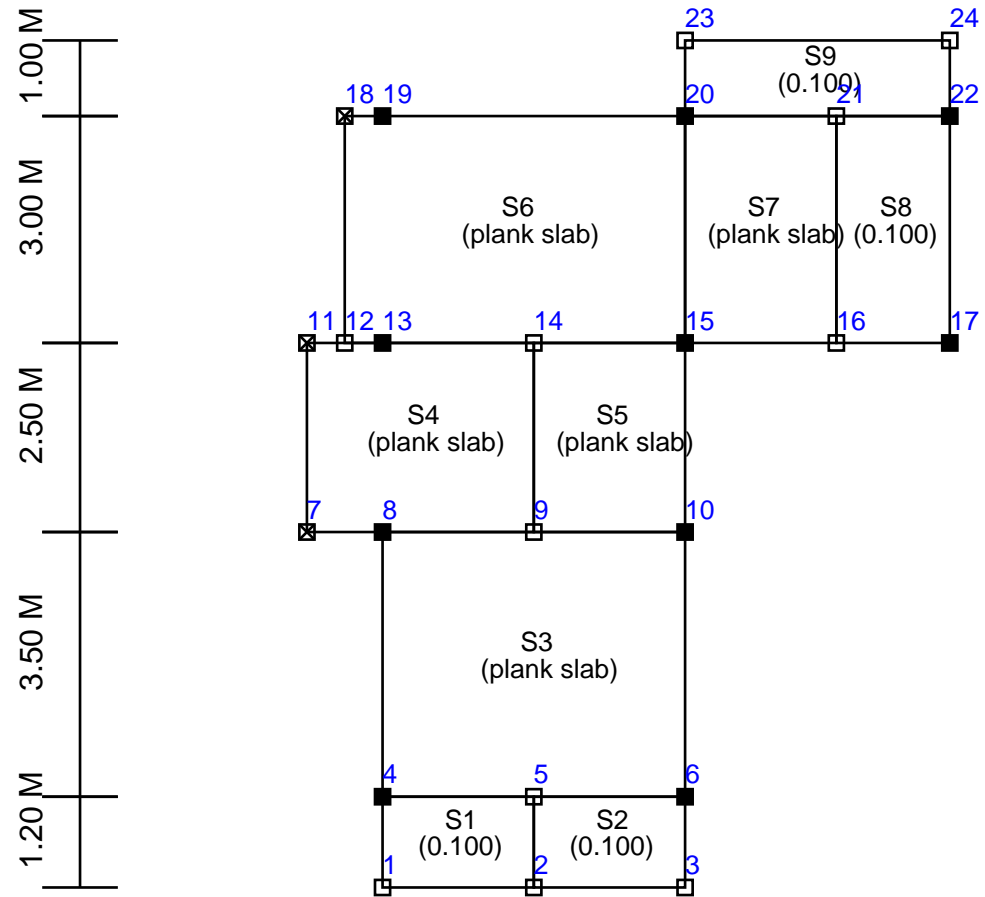 23 24
1.00 M
S9
(0.100)
18 19 20 21 22
3.00 M
S6 S7 S8
(plank slab) (plank slab) (0.100)
11 12 13 14 15 16 17
2.50 M
S4 S5
(plank slab) (plank slab)
7 8 9 10
3.50 M
S3
(plank slab)
4 5 6
1.20 M
S1 S2
(0.100) (0.100)
1 2 3